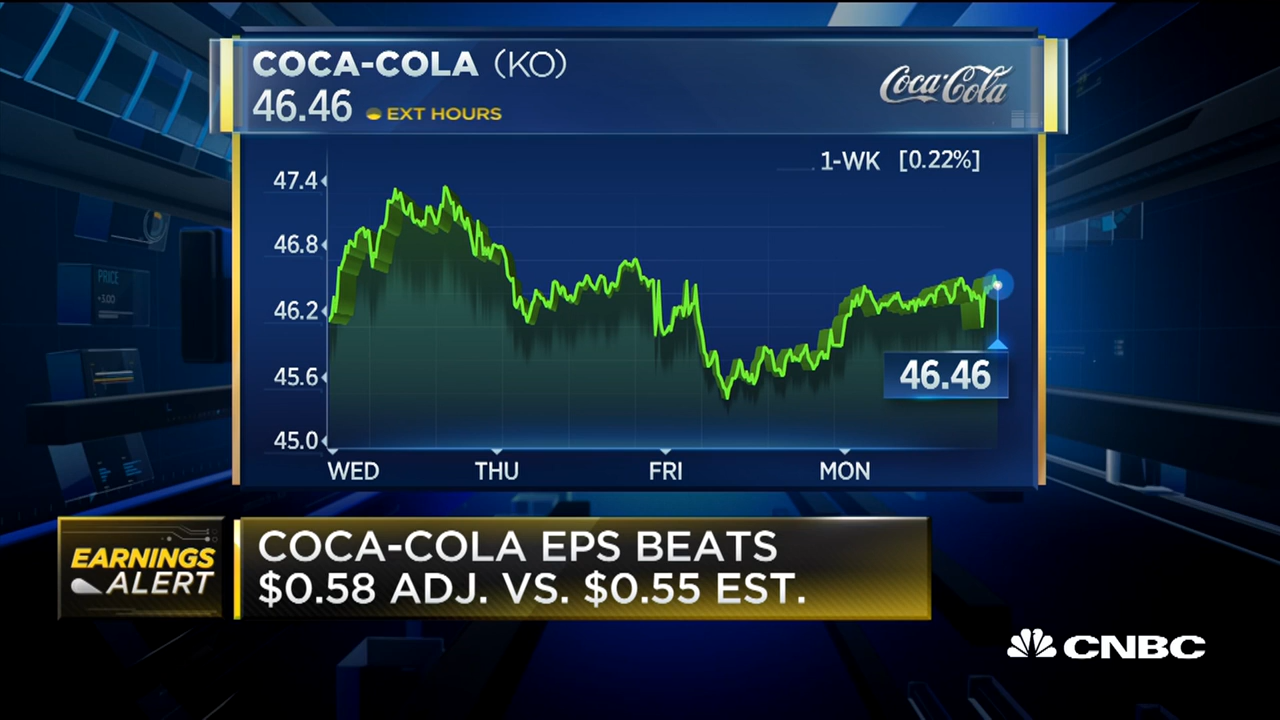 COCA-COLA (KO)
46.46 EXT HOURS
Coca-Cola
1-WK [0.22%]
47.4
46.8
46.2
45.6
45.0
46.46
WED THU FRI MON
EARNINGS
ALERT
COCA-COLA EPS BEATS
$0.58 ADJ. VS. $0.55 EST.
CNBC
PRICE